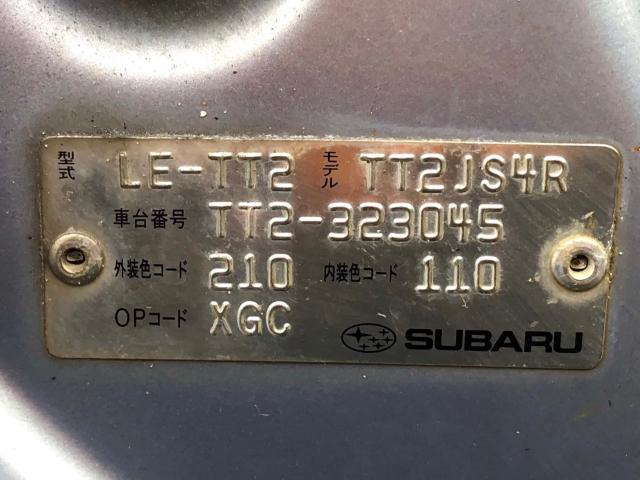 型式 LE-TT2 モデル TT2JS4R
車台番号 TT2-323045
外装色コード 210 内装色コード 110
OPコード XGC
SUBARU